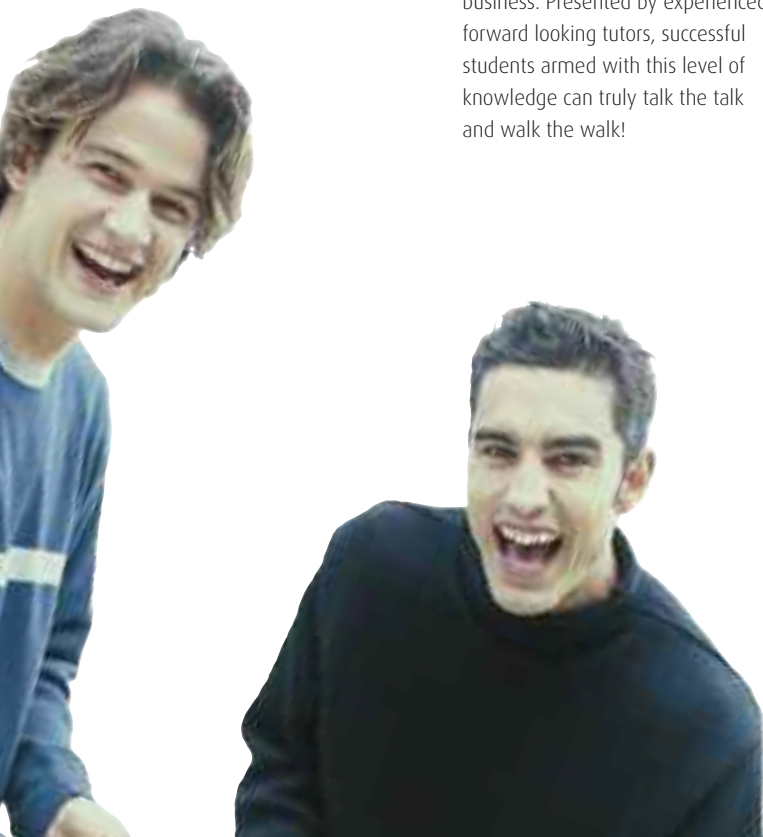 business. Presented by experienced
forward looking tutors, successful
students armed with this level of
knowledge can truly talk the talk
and walk the walk!